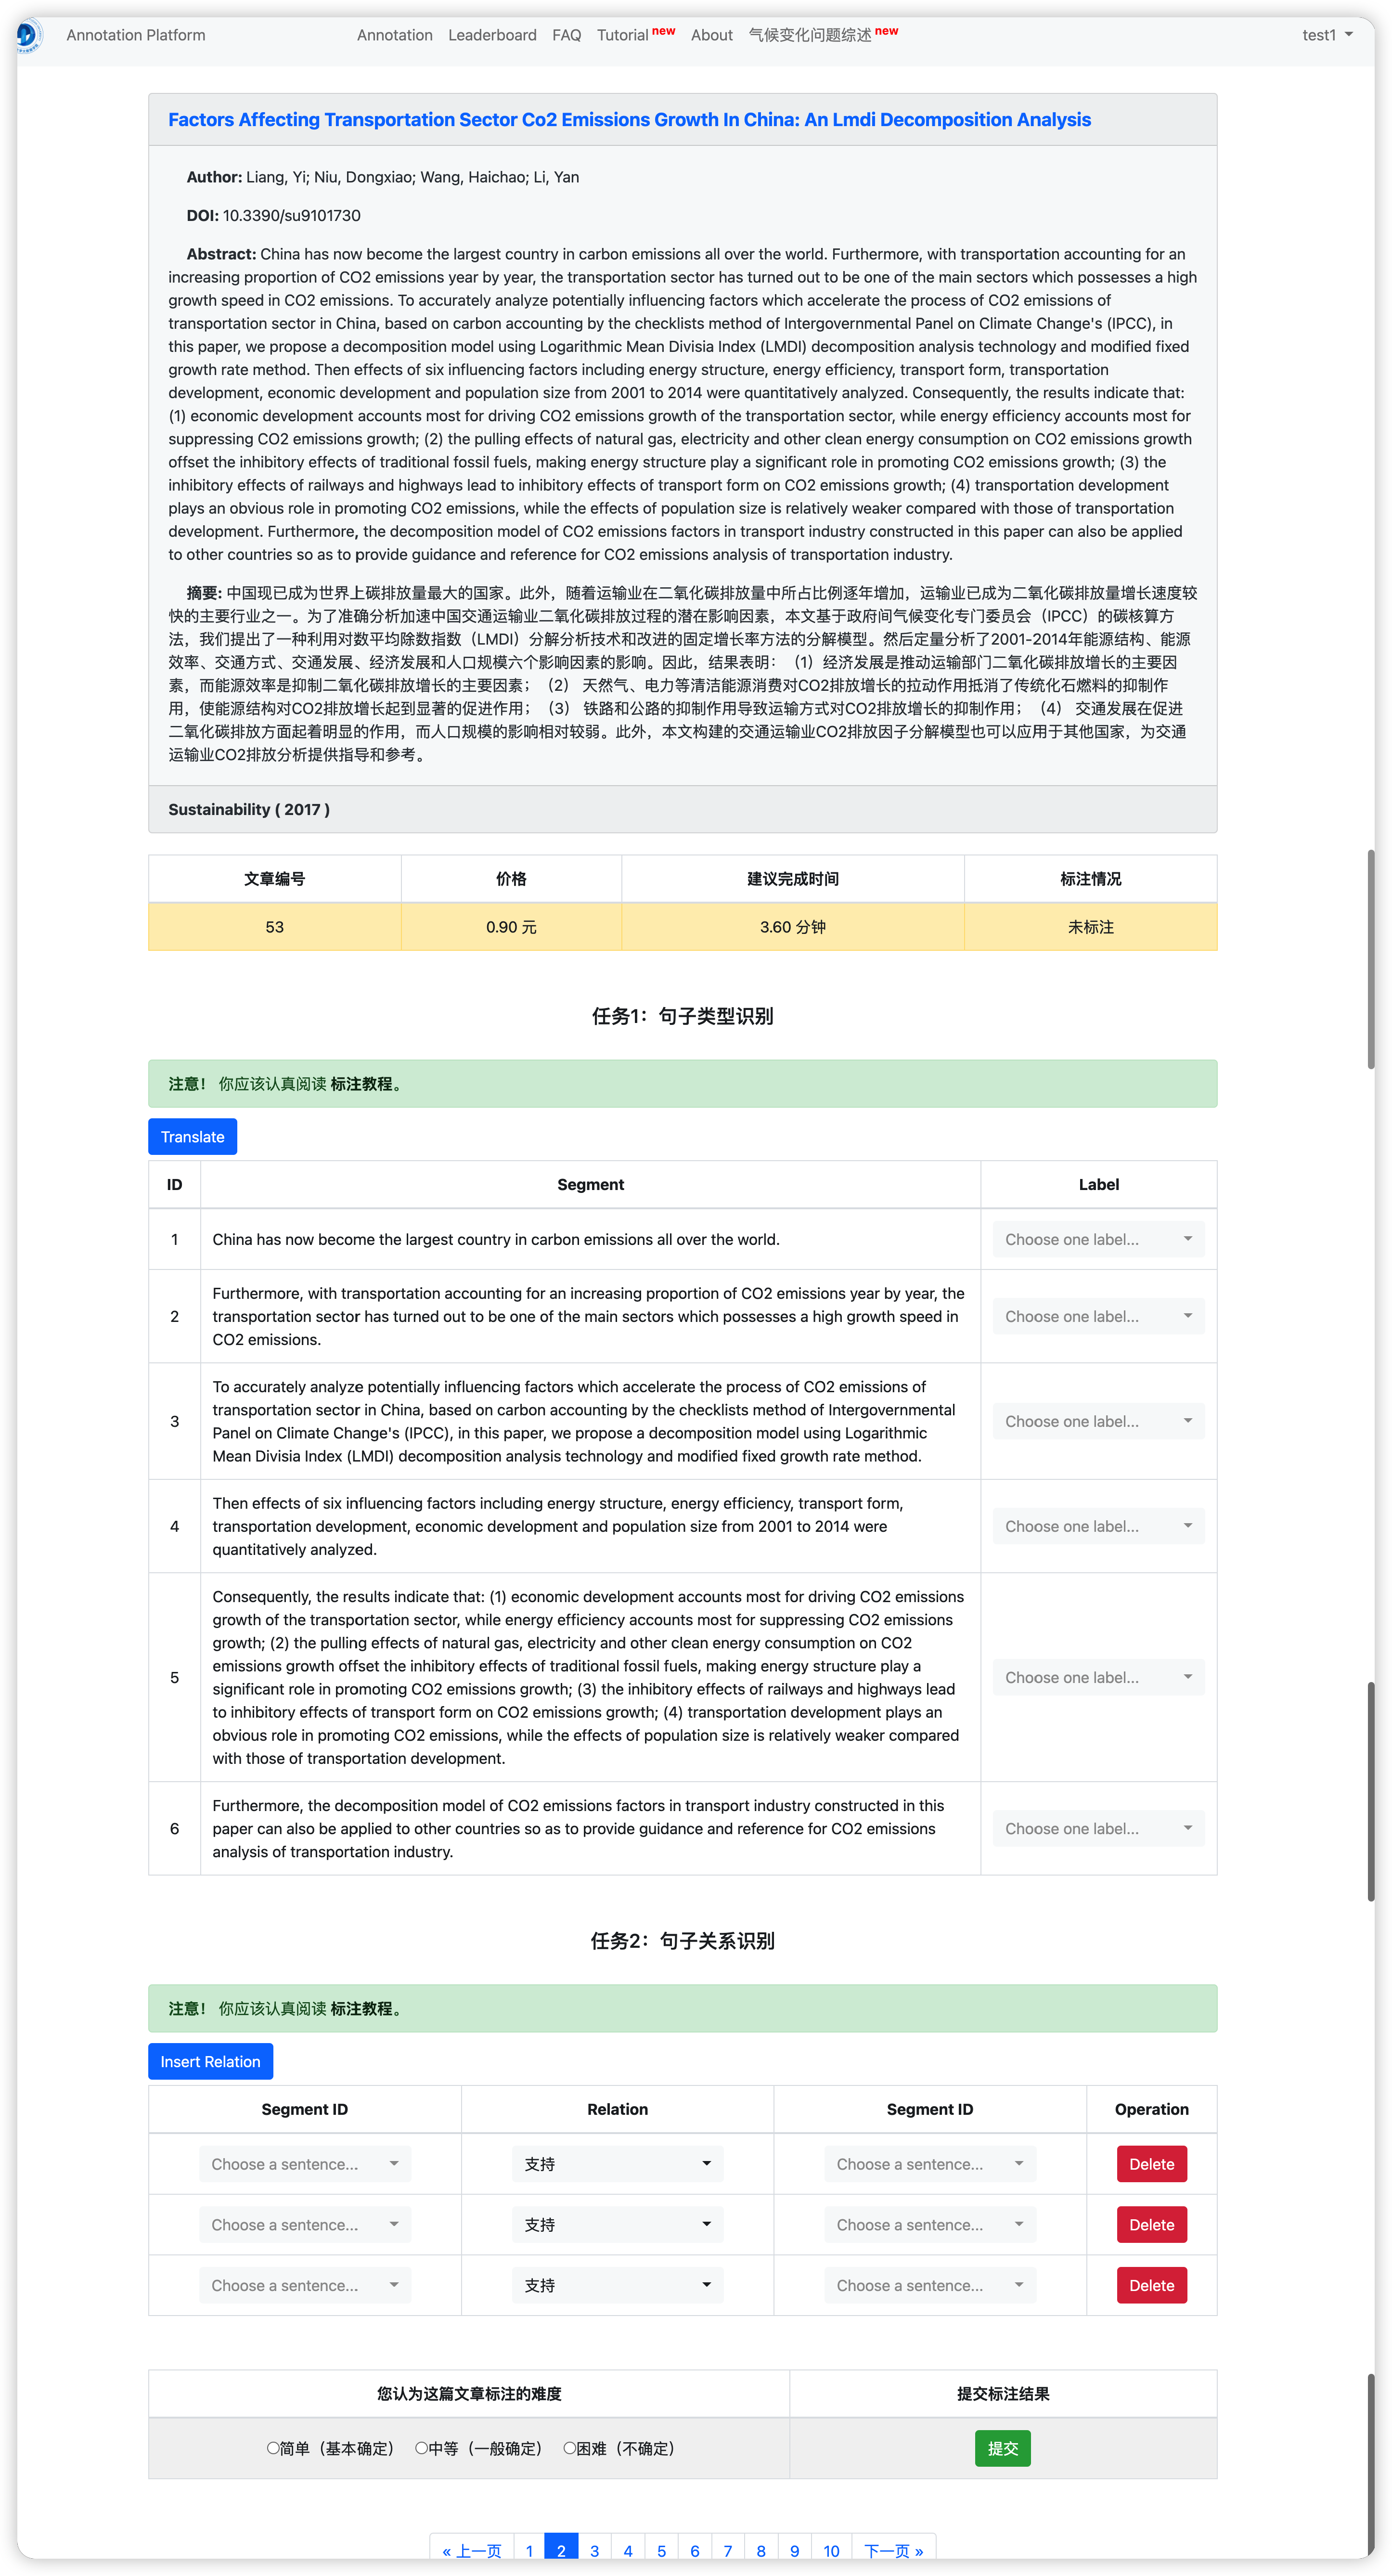 Annotation Platform Annotation Leaderboard FAQ Tutorial new About 气候变化问题综述 new test1
Factors Affecting Transportation Sector Co2 Emissions Growth In China: An Lmdi Decomposition Analysis
Author: Liang, Yi; Niu, Dongxiao; Wang, Haichao; Li, Yan
DOI: 10.3390/su9101730
Abstract: China has now become the largest country in carbon emissions all over the world. Furthermore, with transportation accounting for an
increasing proportion of CO2 emissions year by year, the transportation sector has turned out to be one of the main sectors which possesses a high
growth speed in CO2 emissions. To accurately analyze potentially influencing factors which accelerate the process of CO2 emissions of
transportation sector in China, based on carbon accounting by the checklists method of Intergovernmental Panel on Climate Change's (IPCC), in
this paper, we propose a decomposition model using Logarithmic Mean Divisia Index (LMDI) decomposition analysis technology and modified fixed
growth rate method. Then effects of six influencing factors including energy structure, energy efficiency, transport form, transportation
development, economic development and population size from 2001 to 2014 were quantitatively analyzed. Consequently, the results indicate that:
(1) economic development accounts most for driving CO2 emissions growth of the transportation sector, while energy efficiency accounts most for
suppressing CO2 emissions growth; (2) the pulling effects of natural gas, electricity and other clean energy consumption on CO2 emissions growth
offset the inhibitory effects of traditional fossil fuels, making energy structure play a significant role in promoting CO2 emissions growth; (3) the
inhibitory effects of railways and highways lead to inhibitory effects of transport form on CO2 emissions growth; (4) transportation development
plays an obvious role in promoting CO2 emissions, while the effects of population size is relatively weaker compared with those of transportation
development. Furthermore, the decomposition model of CO2 emissions factors in transport industry constructed in this paper can also be applied
to other countries so as to provide guidance and reference for CO2 emissions analysis of transportation industry.
摘要: 中国现已成为世界上碳排放量最大的国家。此外，随着运输业在二氧化碳排放量中所占比例逐年增加，运输业已成为二氧化碳排放量增长速度较
快的主要行业之一。为了准确分析加速中国交通运输业二氧化碳排放过程的潜在影响因素，本文基于政府间气候变化专门委员会（IPCC）的碳核算方
法，我们提出了一种利用对数平均除数指数（LMDI）分解分析技术和改进的固定增长率方法的分解模型。然后定量分析了2001-2014年能源结构、能源
效率、交通方式、交通发展、经济发展和人口规模六个影响因素的影响。因此，结果表明：（1）经济发展是推动运输部门二氧化碳排放增长的主要因
素，而能源效率是抑制二氧化碳排放增长的主要因素；（2） 天然气、电力等清洁能源消费对CO2排放增长的拉动作用抵消了传统化石燃料的抑制作
用，使能源结构对CO2排放增长起到显著的促进作用；（3） 铁路和公路的抑制作用导致运输方式对CO2排放增长的抑制作用；（4） 交通发展在促进
二氧化碳排放方面起着明显的作用，而人口规模的影响相对较弱。此外，本文构建的交通运输业CO2排放因子分解模型也可以应用于其他国家，为交通
运输业CO2排放分析提供指导和参考。
Sustainability ( 2017 )
文章编号 价格 建议完成时间 标注情况
53 0.90 元 3.60 分钟 未标注
任务1：句子类型识别
注意！ 你应该认真阅读 标注教程。
Translate
ID Segment Label
1 China has now become the largest country in carbon emissions all over the world. Choose one label...
Furthermore, with transportation accounting for an increasing proportion of CO2 emissions year by year, the
2 transportation sector has turned out to be one of the main sectors which possesses a high growth speed in Choose one label...
CO2 emissions.
To accurately analyze potentially influencing factors which accelerate the process of CO2 emissions of
transportation sector in China, based on carbon accounting by the checklists method of Intergovernmental
3 Choose one label...
Panel on Climate Change's (IPCC), in this paper, we propose a decomposition model using Logarithmic
Mean Divisia Index (LMDI) decomposition analysis technology and modified fixed growth rate method.
Then effects of six influencing factors including energy structure, energy efficiency, transport form,
4 transportation development, economic development and population size from 2001 to 2014 were Choose one label...
quantitatively analyzed.
Consequently, the results indicate that: (1) economic development accounts most for driving CO2 emissions
growth of the transportation sector, while energy efficiency accounts most for suppressing CO2 emissions
growth; (2) the pulling effects of natural gas, electricity and other clean energy consumption on CO2
emissions growth offset the inhibitory effects of traditional fossil fuels, making energy structure play a
5 Choose one label...
significant role in promoting CO2 emissions growth; (3) the inhibitory effects of railways and highways lead
to inhibitory effects of transport form on CO2 emissions growth; (4) transportation development plays an
obvious role in promoting CO2 emissions, while the effects of population size is relatively weaker compared
with those of transportation development.
Furthermore, the decomposition model of CO2 emissions factors in transport industry constructed in this
6 paper can also be applied to other countries so as to provide guidance and reference for CO2 emissions Choose one label...
analysis of transportation industry.
任务2：句子关系识别
注意！ 你应该认真阅读 标注教程。
Insert Relation
Segment ID Relation Segment ID Operation
Choose a sentence... 支持 Choose a sentence... Delete
Choose a sentence... 支持 Choose a sentence... Delete
Choose a sentence... 支持 Choose a sentence... Delete
您认为这篇文章标注的难度 提交标注结果
简单（基本确定） 中等（一般确定） 困难（不确定） 提交
« 上一页 1 2 3 4 5 6 7 8 9 10 下一页 »